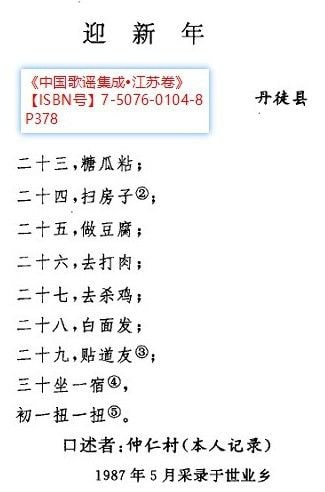 迎新年
《中国歌谣集成•江苏卷》
【ISBN号】7-5076-0104-8
P378
丹徒县
二十三，糖瓜粘；
二十四，扫房子②；
二十五，做豆腐；
二十六，去打肉；
二十七，去杀鸡；
二十八，白面发；
二十九，贴道友③；
三十坐一宿④，
初一扭一扭⑤。
口述者：仲仁村（本人记录）
1987年5月采录于世业乡